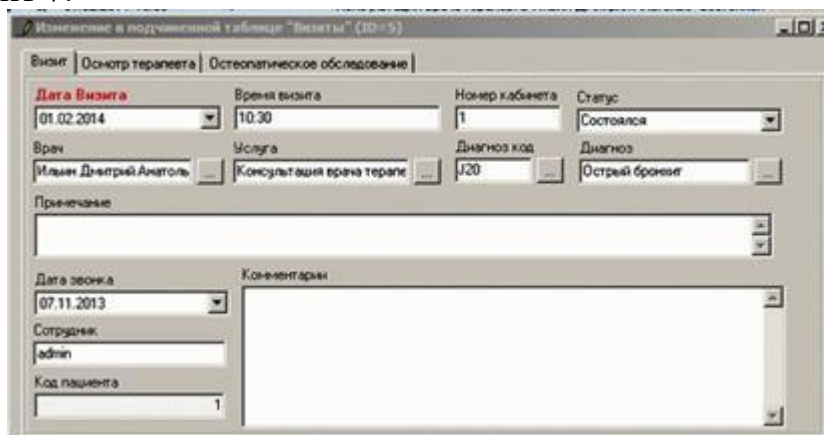 Изменение в подчиненной таблице "Визиты" (ID=5)
Визит Осмотр терапевта Остеопатическое обследование
Дата Визита Время визита Номер кабинета Статус
01.02.2014 10:30 1 Состоялся
Врач Услуга Диагноз код Диагноз
Ильин Дмитрий Анатоль ... Консультация врача терапе ... J20 ... Острый бронхит ...
Примечание
Дата звонка Комментарии
07.11.2013
Сотрудник
admin
Код пациента
1